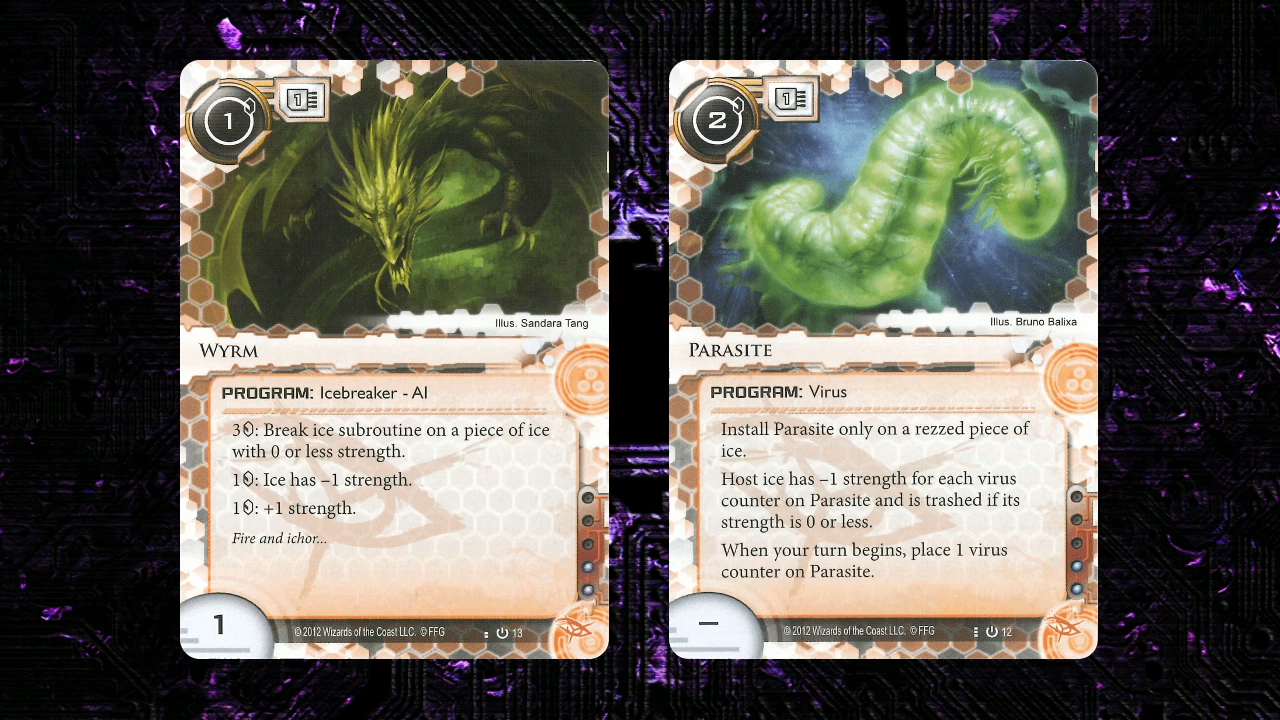 1
1
Illus. Sandara Tang
WYRM
PROGRAM: Icebreaker - AI
3: Break ice subroutine on a piece of ice
with 0 or less strength.
1: Ice has –1 strength.
1: +1 strength.
Fire and ichor...
1
© 2012 Wizards of the Coast LLC. © FFG
13
2
1
Illus. Bruno Balixa
PARASITE
PROGRAM: Virus
Install Parasite only on a rezzed piece of
ice.
Host ice has –1 strength for each virus
counter on Parasite and is trashed if its
strength is 0 or less.
When your turn begins, place 1 virus
counter on Parasite.
–
© 2012 Wizards of the Coast LLC. © FFG
12